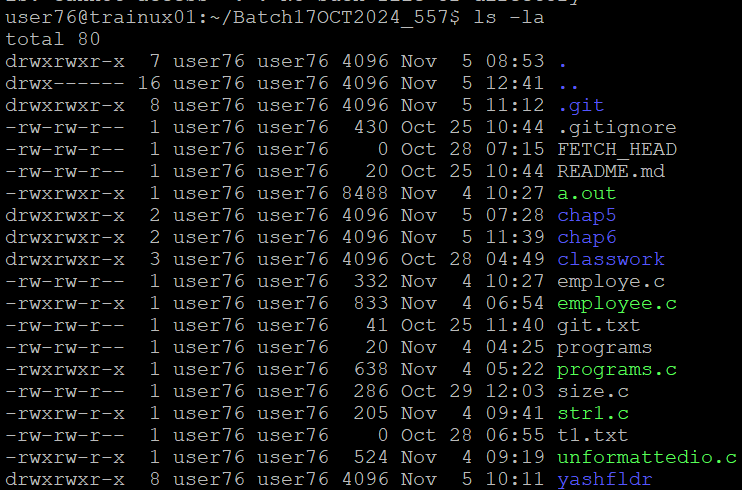 user76@trainux01:~/Batch17OCT2024_557$ ls -la
total 80
drwxrwxr-x  7 user76 user76 4096 Nov  5 08:53 .
drwx------ 16 user76 user76 4096 Nov  5 12:41 ..
drwxrwxr-x  8 user76 user76 4096 Nov  5 11:12 .git
-rw-rw-r--  1 user76 user76  430 Oct 25 10:44 .gitignore
-rw-rw-r--  1 user76 user76    0 Oct 28 07:15 FETCH_HEAD
-rw-rw-r--  1 user76 user76   20 Oct 25 10:44 README.md
-rwxrwxr-x  1 user76 user76 8488 Nov  4 10:27 a.out
drwxrwxr-x  2 user76 user76 4096 Nov  5 07:28 chap5
drwxrwxr-x  2 user76 user76 4096 Nov  5 11:39 chap6
drwxrwxr-x  3 user76 user76 4096 Oct 28 04:49 classwork
-rw-rw-r--  1 user76 user76  332 Nov  4 10:27 employe.c
-rwxrwxr-x  1 user76 user76  833 Nov  4 06:54 employee.c
-rw-rw-r--  1 user76 user76   41 Oct 25 11:40 git.txt
-rw-rw-r--  1 user76 user76   20 Nov  4 04:25 programs
-rwxrwxr-x  1 user76 user76  638 Nov  4 05:22 programs.c
-rw-rw-r--  1 user76 user76  286 Oct 29 12:03 size.c
-rwxrwxr-x  1 user76 user76  205 Nov  4 09:41 str1.c
-rw-rw-r--  1 user76 user76    0 Oct 28 06:55 t1.txt
-rwxrwxr-x  1 user76 user76  524 Nov  4 09:19 unformattedio.c
drwxrwxr-x  8 user76 user76 4096 Nov  5 10:11 yashfldr